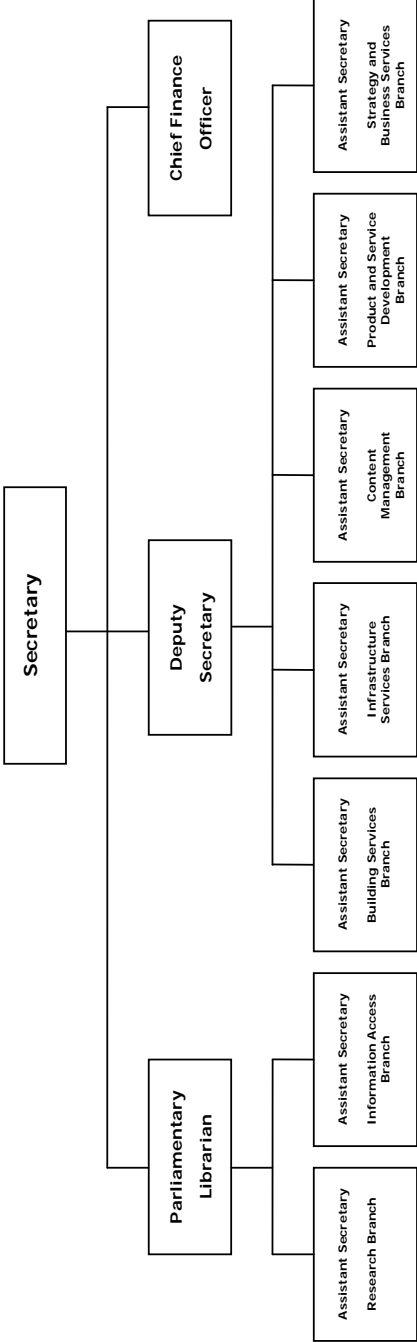 Secretary
Parliamentary
Librarian
Deputy
Secretary
Chief Finance
Officer
Assistant Secretary
Research Branch
Assistant Secretary
Information Access
Branch
Assistant Secretary
Building Services
Branch
Assistant Secretary
Infrastructure
Services Branch
Assistant Secretary
Content
Management
Branch
Assistant Secretary
Product and Service
Development
Branch
Assistant Secretary
Strategy and
Business Services
Branch